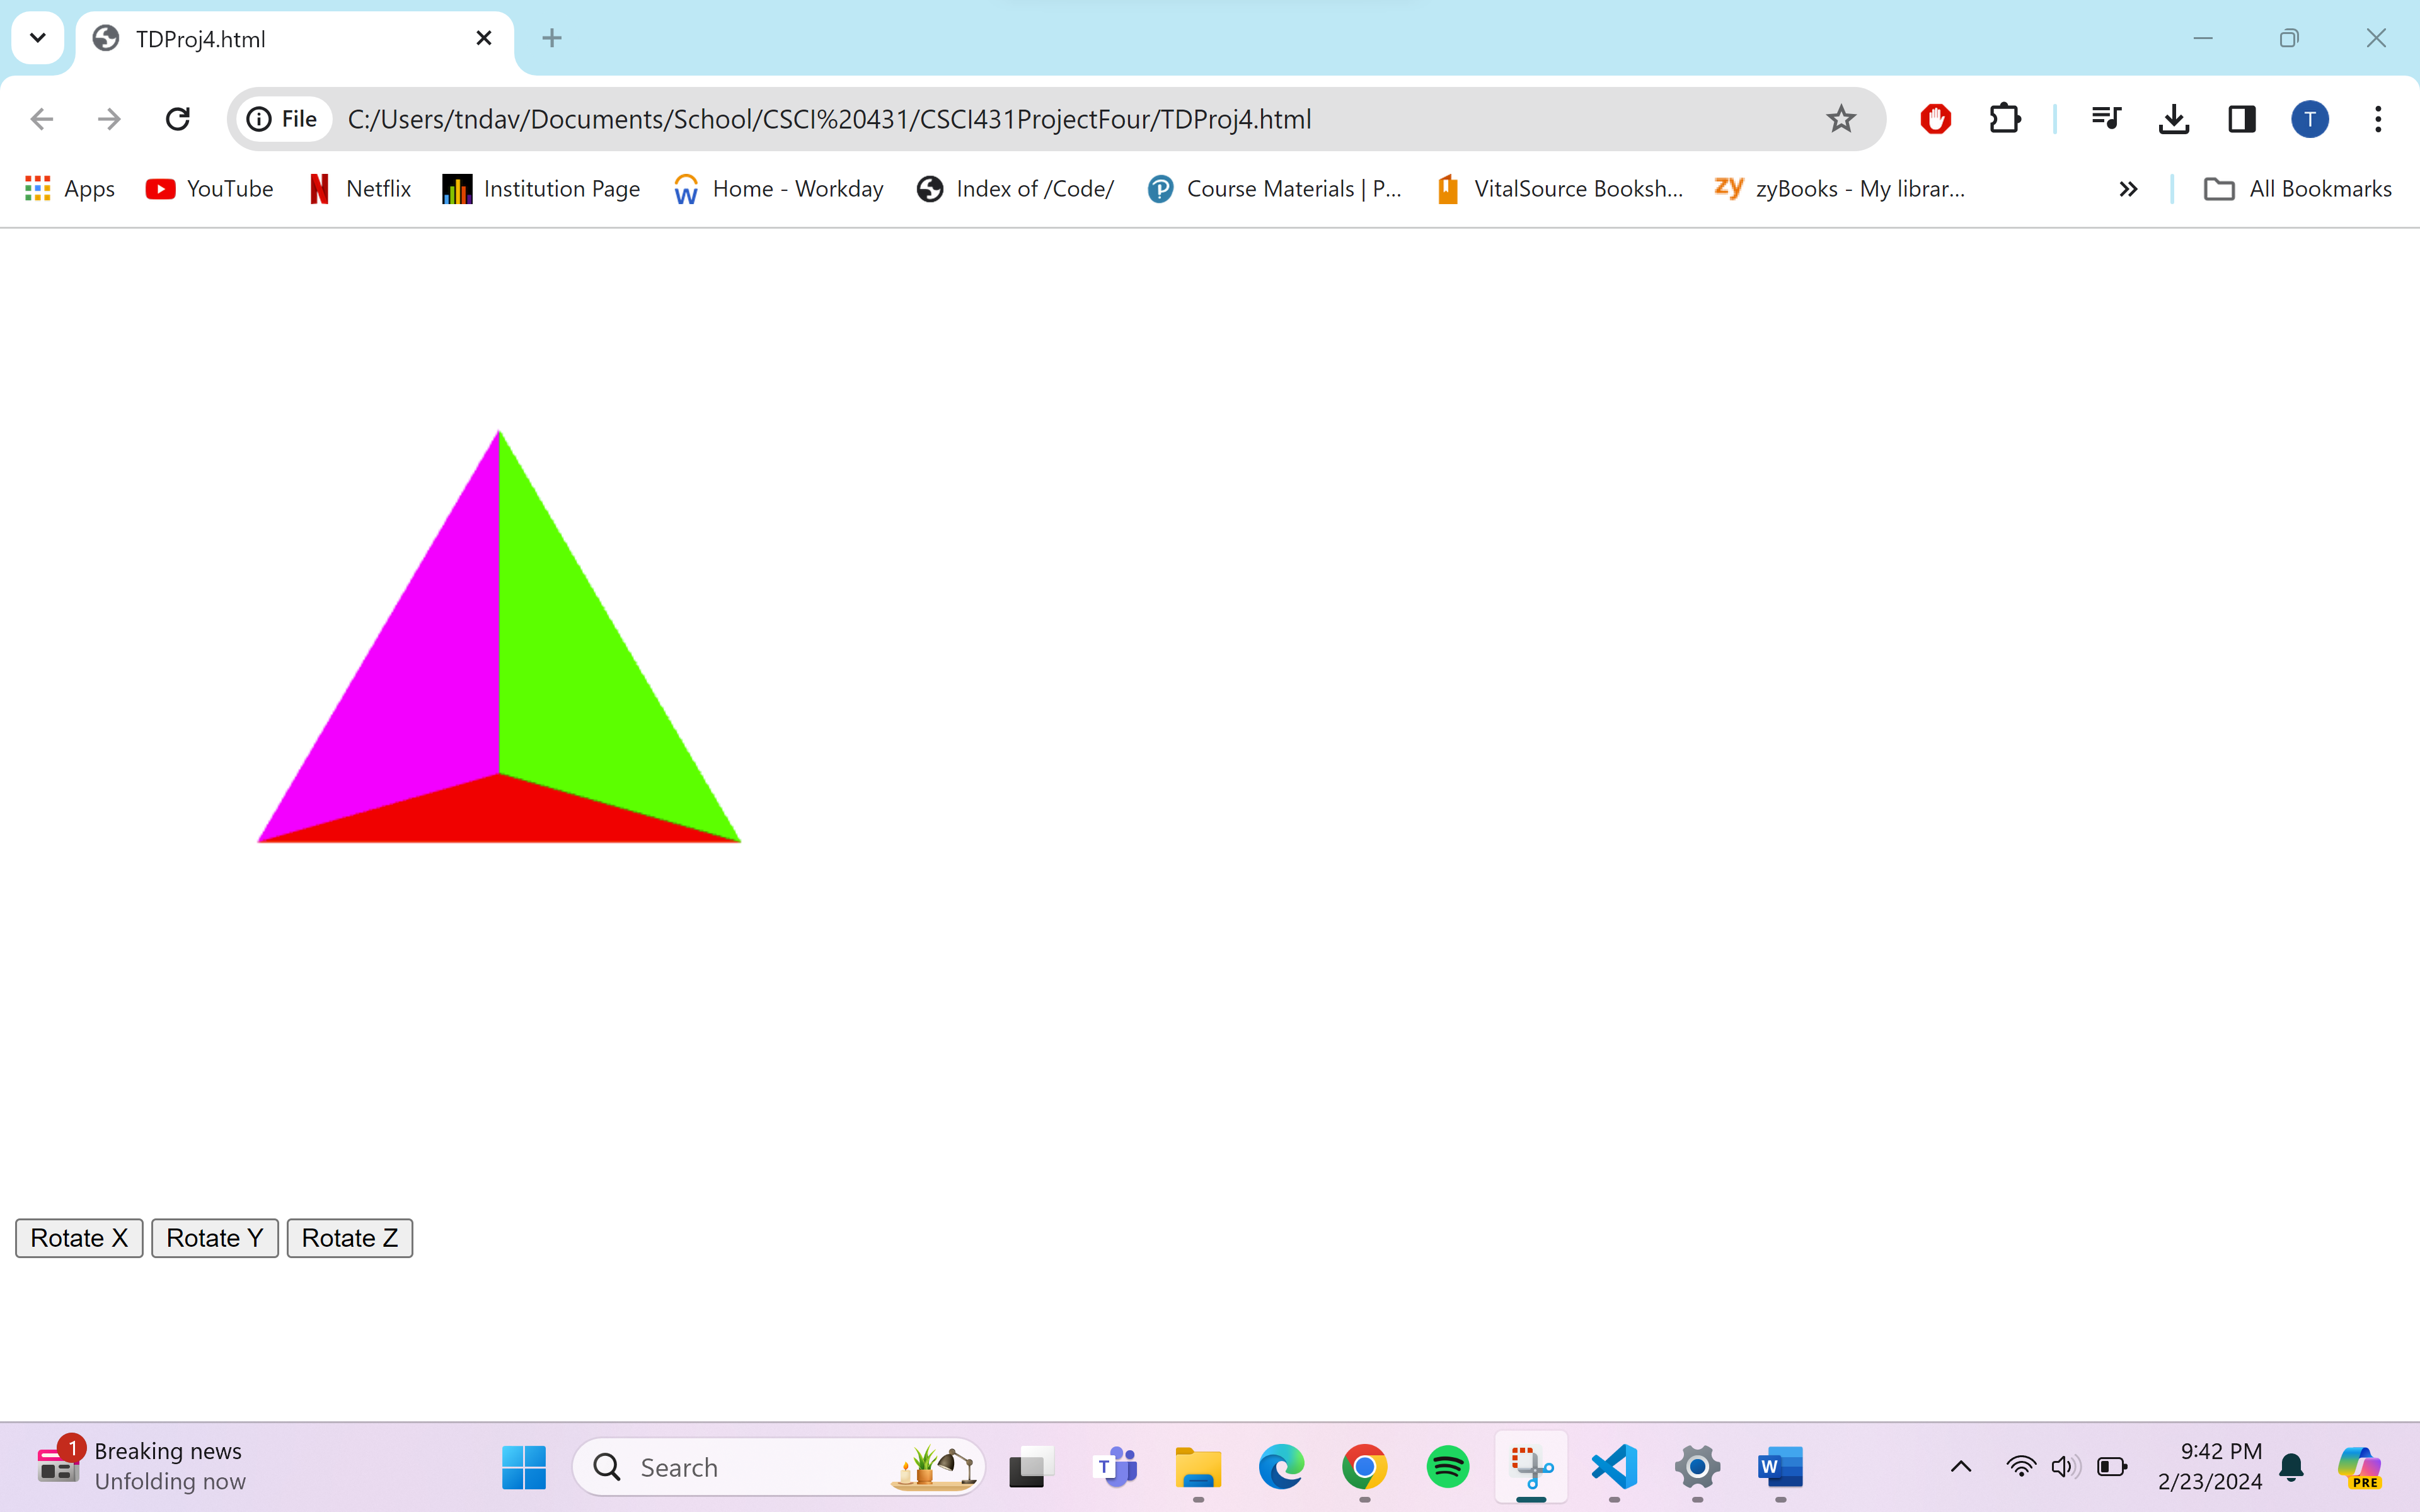 TDProj4.html
File C:/Users/tndav/Documents/School/CSCI%20431/CSCI431ProjectFour/TDProj4.html
T
Apps YouTube Netflix Institution Page Home - Workday Index of /Code/ Course Materials | P... VitalSource Booksh... zyBooks - My librar... All Bookmarks
Rotate X Rotate Y Rotate Z
1 Breaking news
Unfolding now
Search
9:42 PM
2/23/2024
PRE